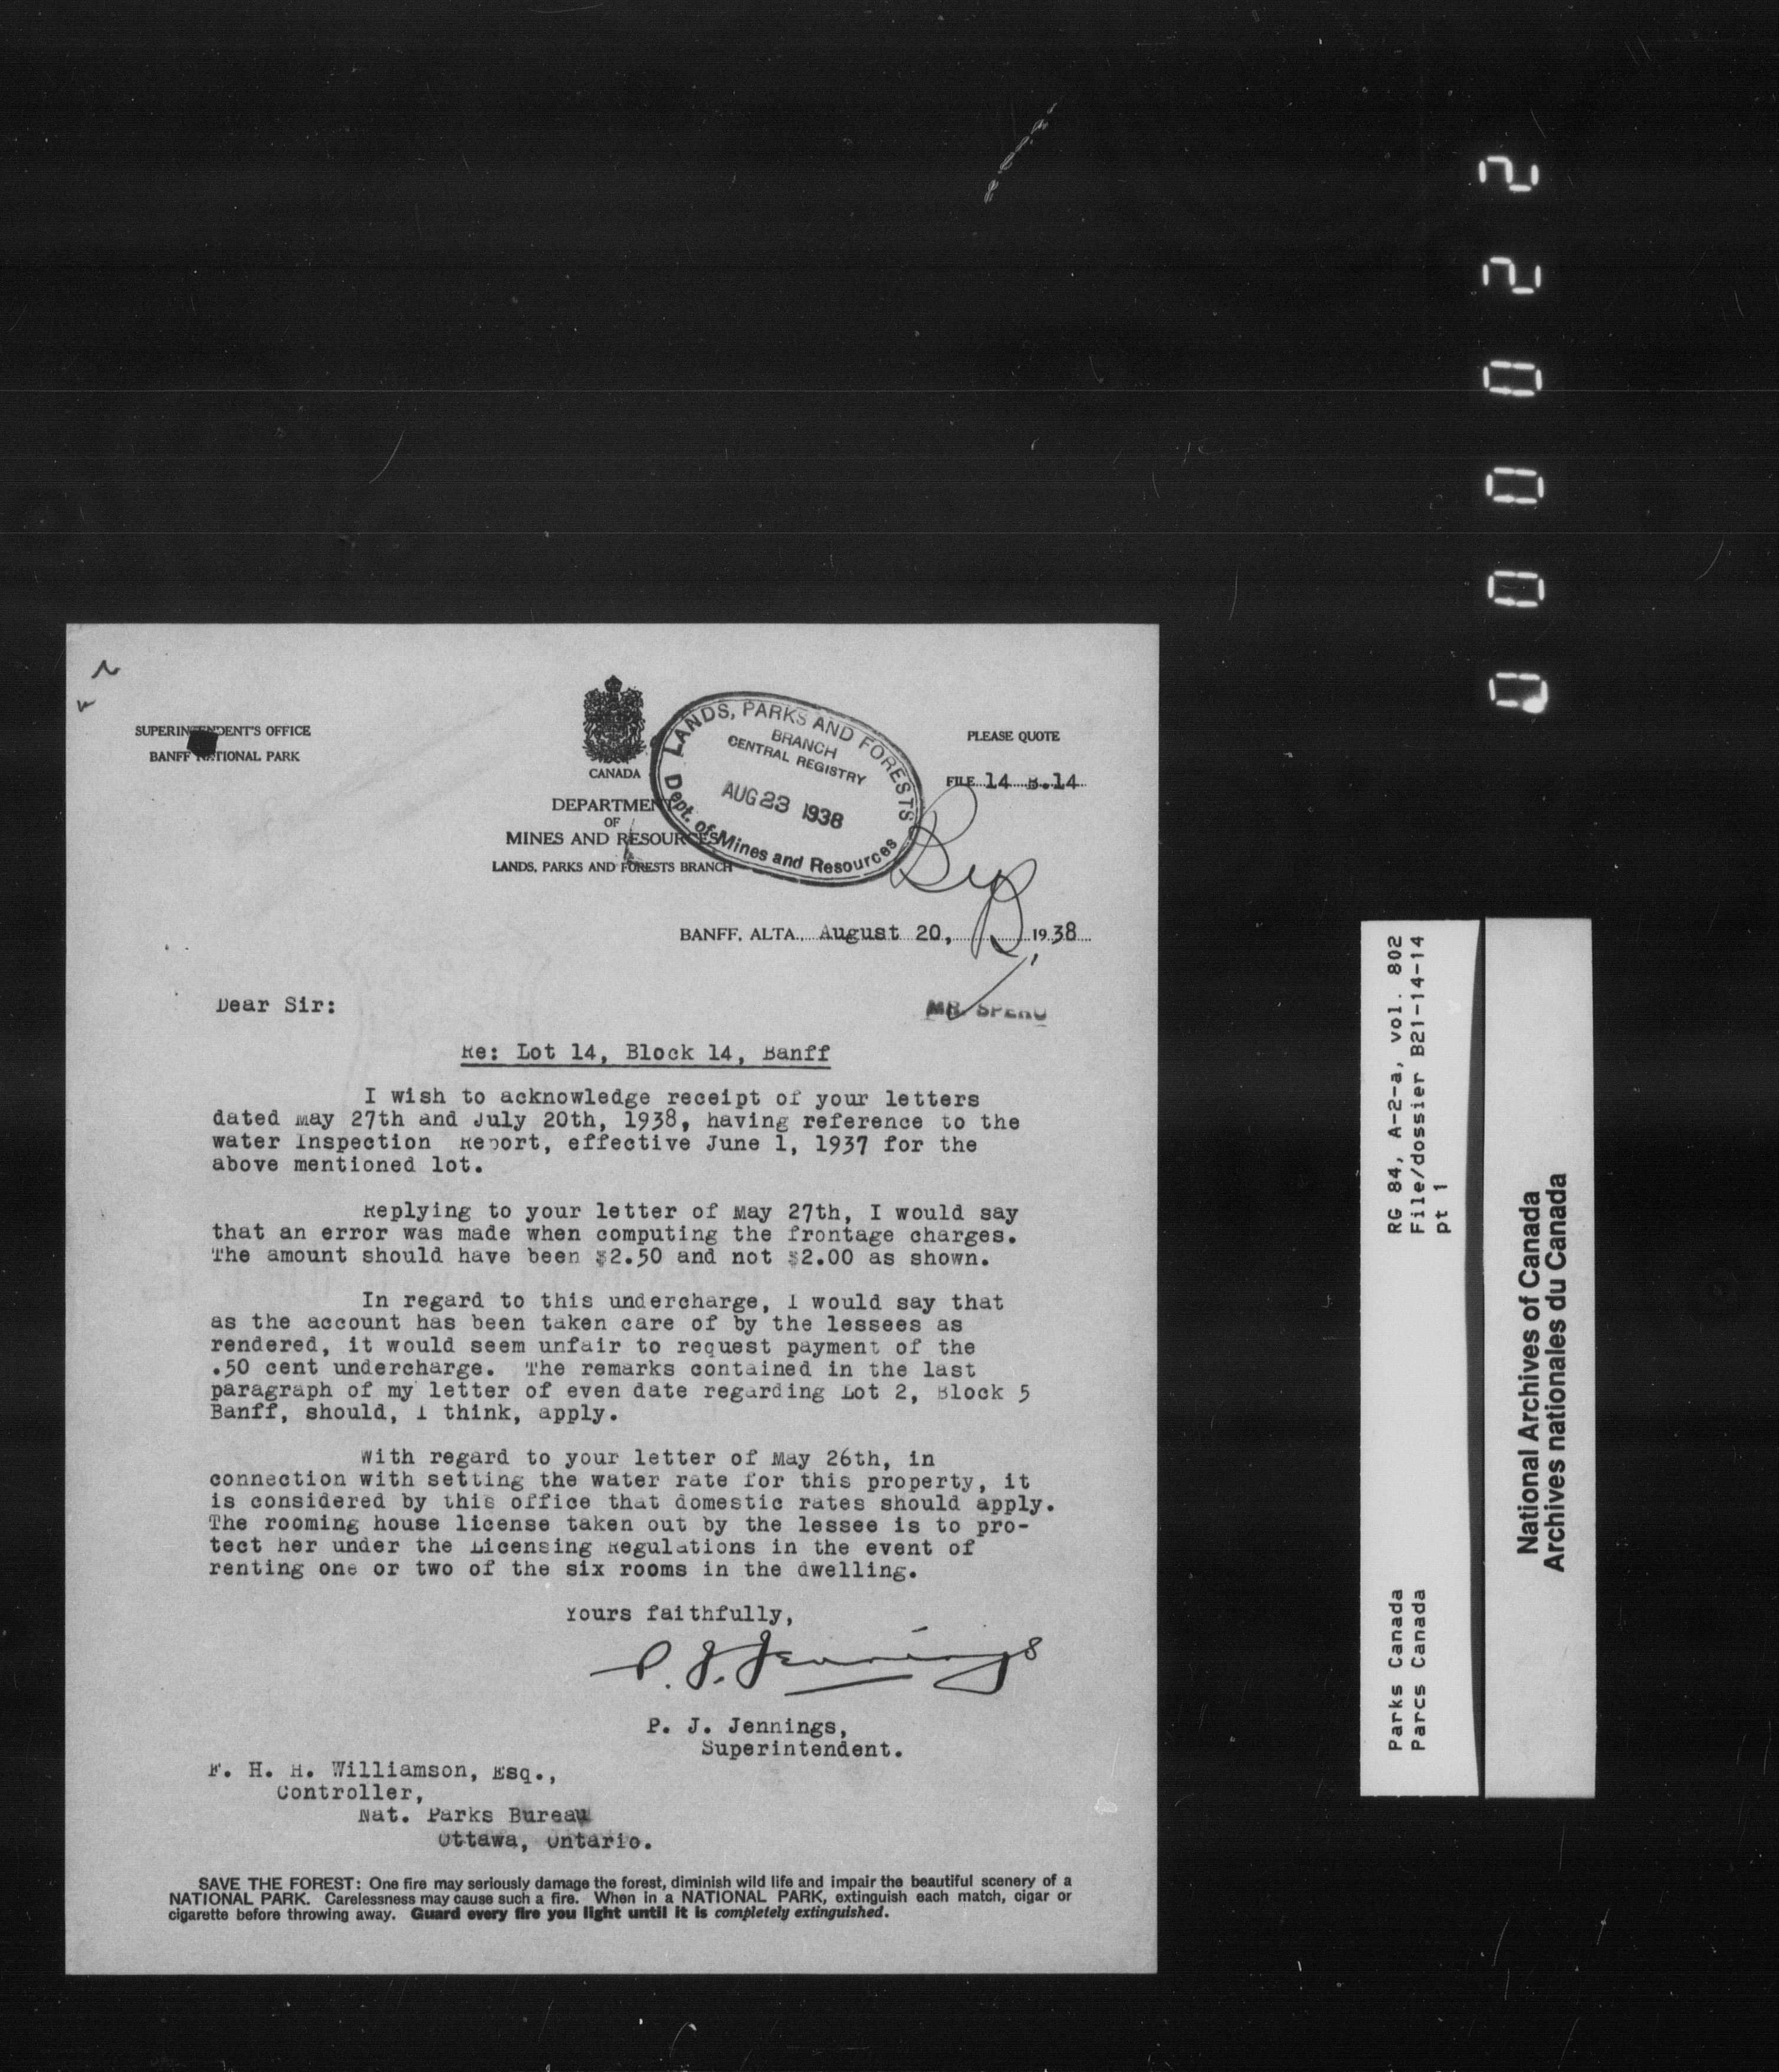 SUPERINTENDENT'S OFFICE
BANFF NATIONAL PARK
CANADA
DEPARTMENT
OF
MINES AND RESOURCES
LANDS, PARKS AND FORESTS BRANCH
LANDS, PARKS AND FORESTS
BRANCH
CENTRAL REGISTRY
AUG 23 1938
Dept. of Mines and Resources
PLEASE QUOTE
FILE 14 B.14
BANFF, ALTA., August 20, 1938
Dear Sir:
MR. SPERO
Re: Lot 14, Block 14, Banff
I wish to acknowledge receipt of your letters
dated May 27th and July 20th, 1938, having reference to the
water Inspection Report, effective June 1, 1937 for the
above mentioned lot.
Replying to your letter of May 27th, I would say
that an error was made when computing the frontage charges.
The amount should have been $2.50 and not $2.00 as shown.
In regard to this undercharge, I would say that
as the account has been taken care of by the lessees as
rendered, it would seem unfair to request payment of the
.50 cent undercharge. The remarks contained in the last
paragraph of my letter of even date regarding Lot 2, Block 5
Banff, should, I think, apply.
With regard to your letter of May 26th, in
connection with setting the water rate for this property, it
is considered by this office that domestic rates should apply.
The rooming house license taken out by the lessee is to pro-
tect her under the Licensing Regulations in the event of
renting one or two of the six rooms in the dwelling.
Yours faithfully,
P. J. Jennings
P. J. Jennings,
Superintendent.
F. H. H. Williamson, Esq.,
Controller,
Nat. Parks Bureau
Ottawa, Ontario.
SAVE THE FOREST: One fire may seriously damage the forest, diminish wild life and impair the beautiful scenery of a
NATIONAL PARK. Carelessness may cause such a fire. When in a NATIONAL PARK, extinguish each match, cigar or
cigarette before throwing away. Guard every fire you light until it is completely extinguished.
RG 84, A-2-a, vol. 802
File/dossier B21-14-14
pt 1
Parks Canada
Parcs Canada
National Archives of Canada
Archives nationales du Canada